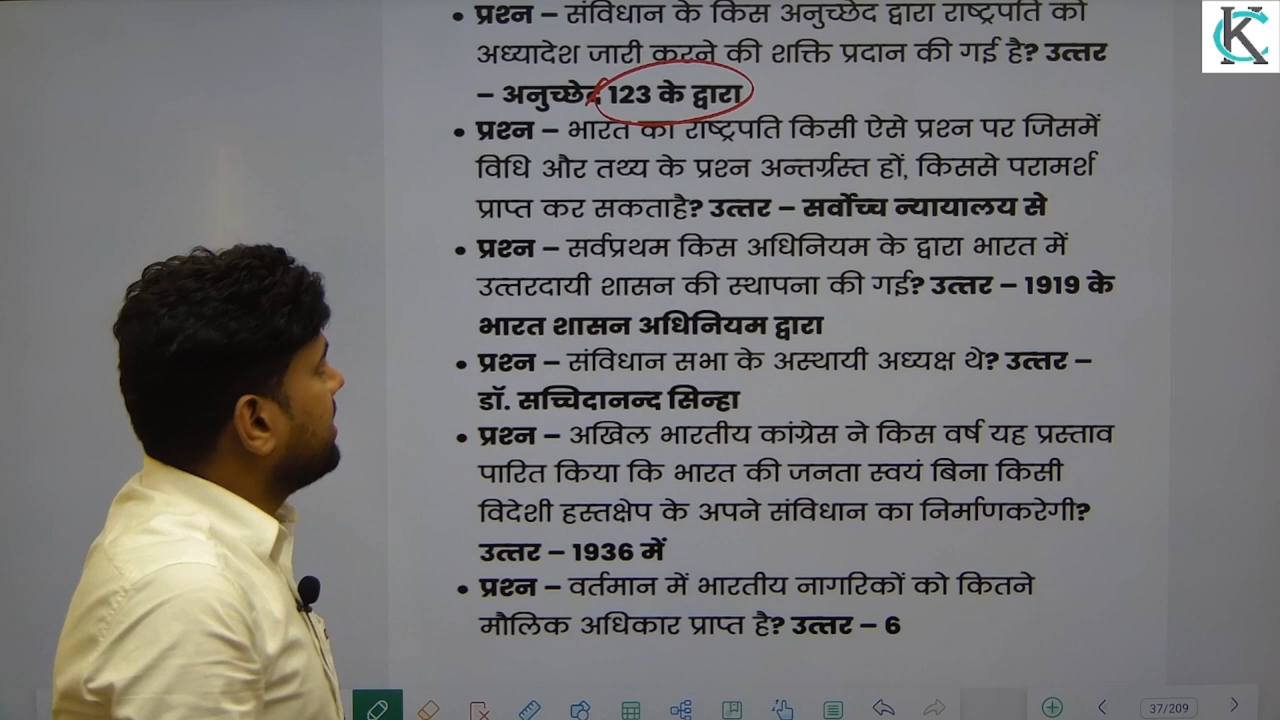 • प्रश्न – संविधान के किस अनुच्छेद द्वारा राष्ट्रपति को
अध्यादेश जारी करने की शक्ति प्रदान की गई है? उत्तर
– अनुच्छेद 123 के द्वारा
• प्रश्न – भारत का राष्ट्रपति किसी ऐसे प्रश्न पर जिसमें
विधि और तथ्य के प्रश्न अन्तर्ग्रस्त हों, किससे परामर्श
प्राप्त कर सकताहै? उत्तर – सर्वोच्च न्यायालय से
• प्रश्न – सर्वप्रथम किस अधिनियम के द्वारा भारत में
उत्तरदायी शासन की स्थापना की गई? उत्तर – 1919 के
भारत शासन अधिनियम द्वारा
• प्रश्न – संविधान सभा के अस्थायी अध्यक्ष थे? उत्तर –
डॉ. सच्चिदानन्द सिन्हा
• प्रश्न – अखिल भारतीय कांग्रेस ने किस वर्ष यह प्रस्ताव
पारित किया कि भारत की जनता स्वयं बिना किसी
विदेशी हस्तक्षेप के अपने संविधान का निर्माणकरेगी?
उत्तर – 1936 में
• प्रश्न – वर्तमान में भारतीय नागरिकों को कितने
मौलिक अधिकार प्राप्त है? उत्तर – 6
37/209
KC